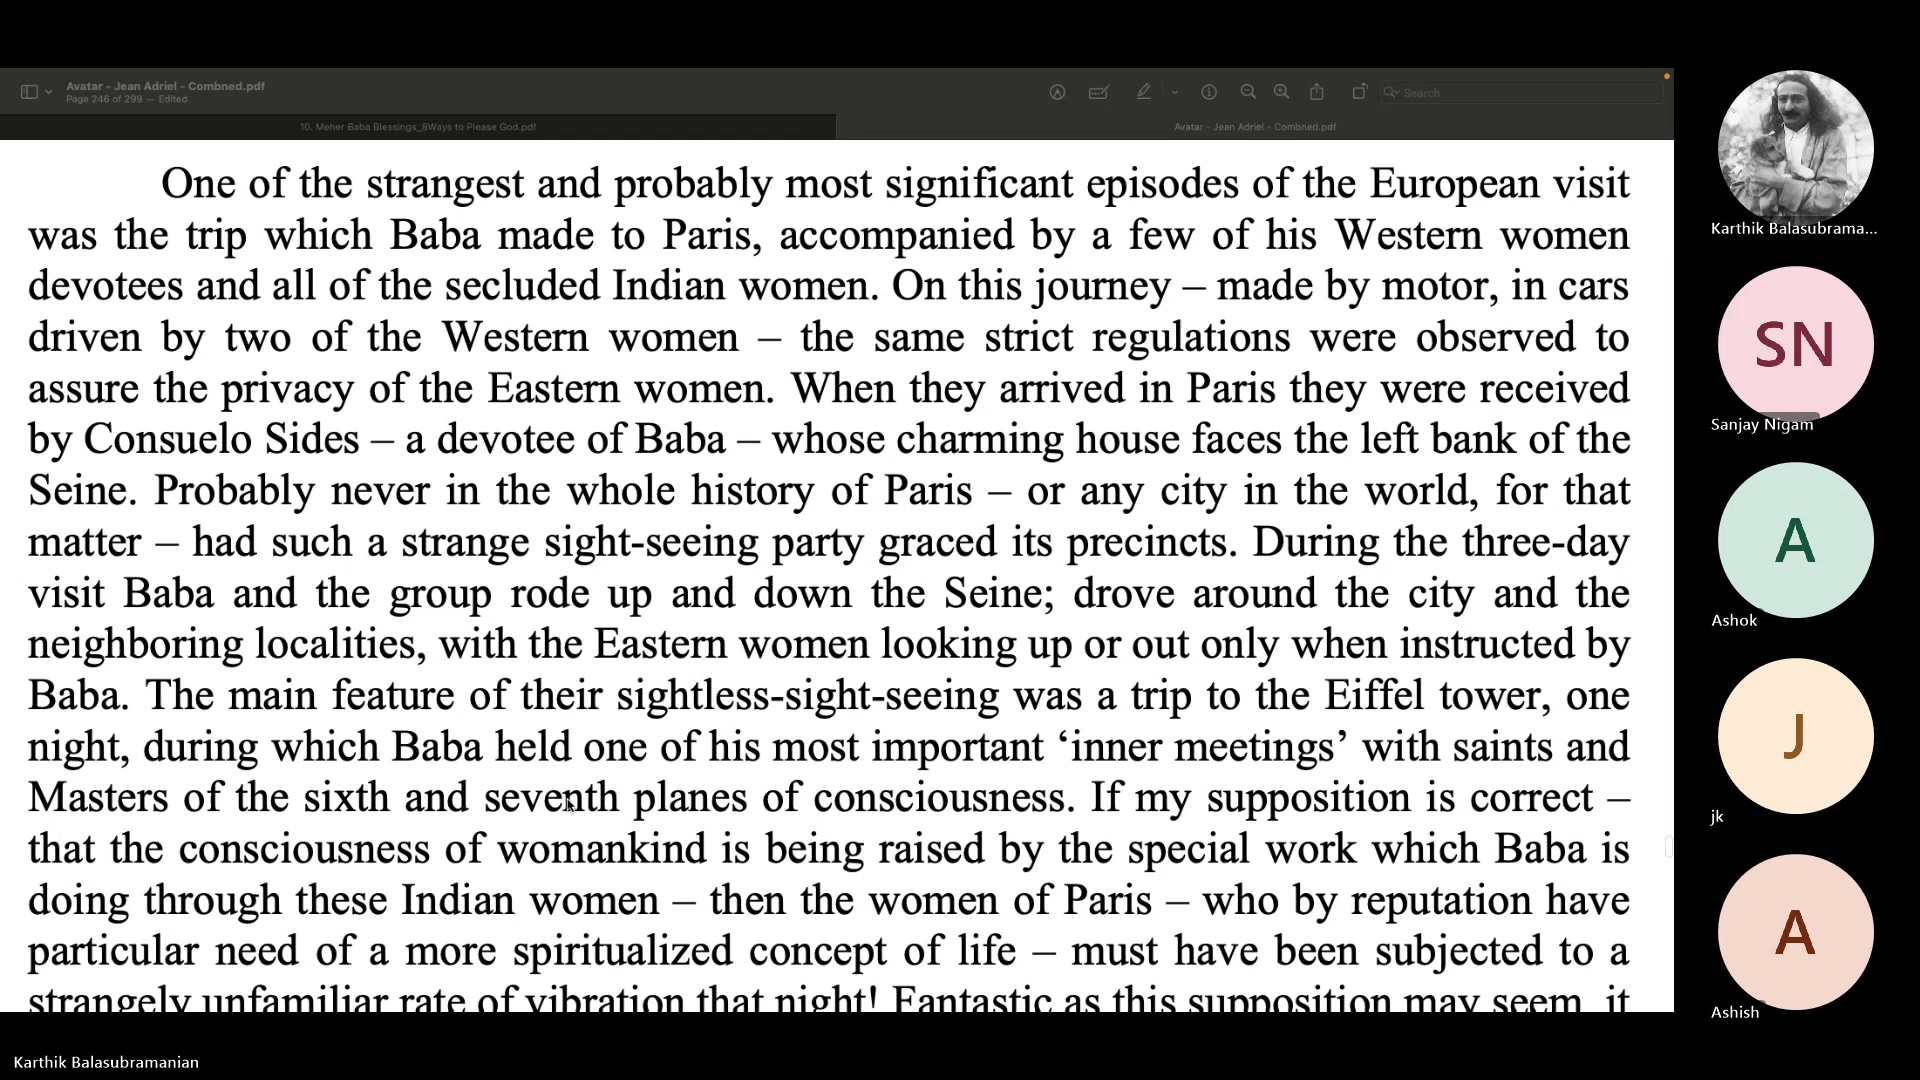 Avatar - Jean Adriel - Combned.pdf
Page 246 of 299 — Edited
Search
10. Meher Baba Blessings_8Ways to Please God.pdf
Avatar - Jean Adriel - Combned.pdf
One of the strangest and probably most significant episodes of the European visit
was the trip which Baba made to Paris, accompanied by a few of his Western women
devotees and all of the secluded Indian women. On this journey – made by motor, in cars
driven by two of the Western women – the same strict regulations were observed to
assure the privacy of the Eastern women. When they arrived in Paris they were received
by Consuelo Sides – a devotee of Baba – whose charming house faces the left bank of the
Seine. Probably never in the whole history of Paris – or any city in the world, for that
matter – had such a strange sight-seeing party graced its precincts. During the three-day
visit Baba and the group rode up and down the Seine; drove around the city and the
neighboring localities, with the Eastern women looking up or out only when instructed by
Baba. The main feature of their sightless-sight-seeing was a trip to the Eiffel tower, one
night, during which Baba held one of his most important ‘inner meetings’ with saints and
Masters of the sixth and seventh planes of consciousness. If my supposition is correct –
that the consciousness of womankind is being raised by the special work which Baba is
doing through these Indian women – then the women of Paris – who by reputation have
particular need of a more spiritualized concept of life – must have been subjected to a
strangely unfamiliar rate of vibration that night! Fantastic as this supposition may seem, it
Karthik Balasubrama...
SN
Sanjay Nigam
A
Ashok
J
jk
A
Ashish
Karthik Balasubramanian